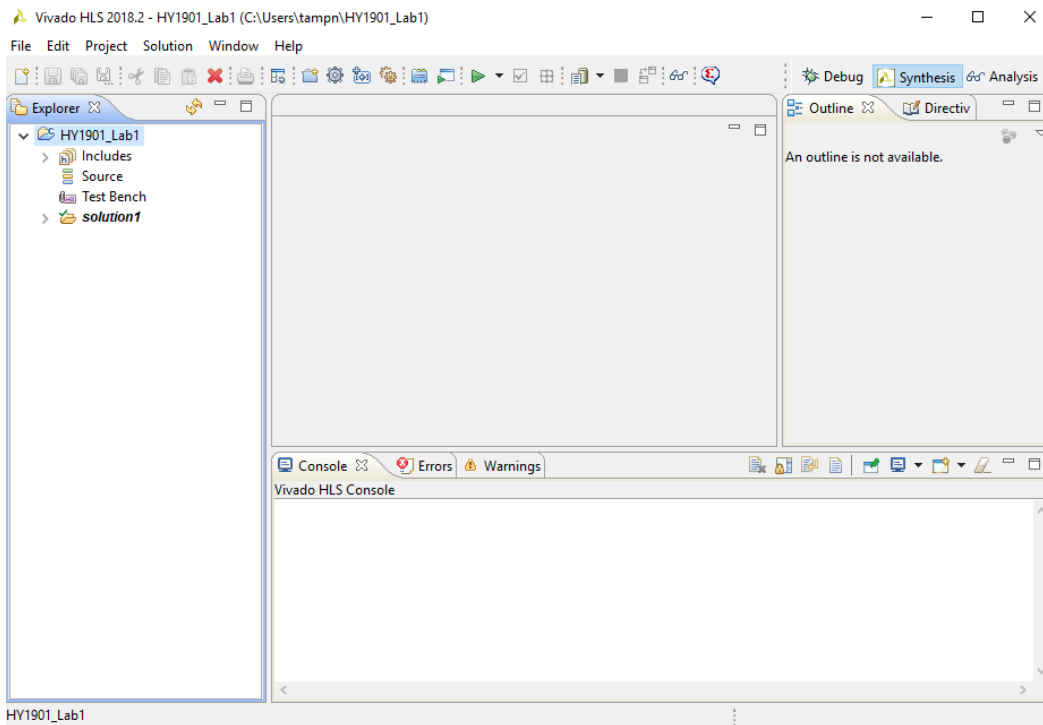 Vivado HLS 2018.2 - HY1901_Lab1 (C:\Users\tampn\HY1901_Lab1)
File Edit Project Solution Window Help
Debug Synthesis Analysis
Explorer
HY1901_Lab1
Includes
Source
Test Bench
solution1
Outline Directiv
An outline is not available.
Console Errors Warnings
Vivado HLS Console
HY1901_Lab1